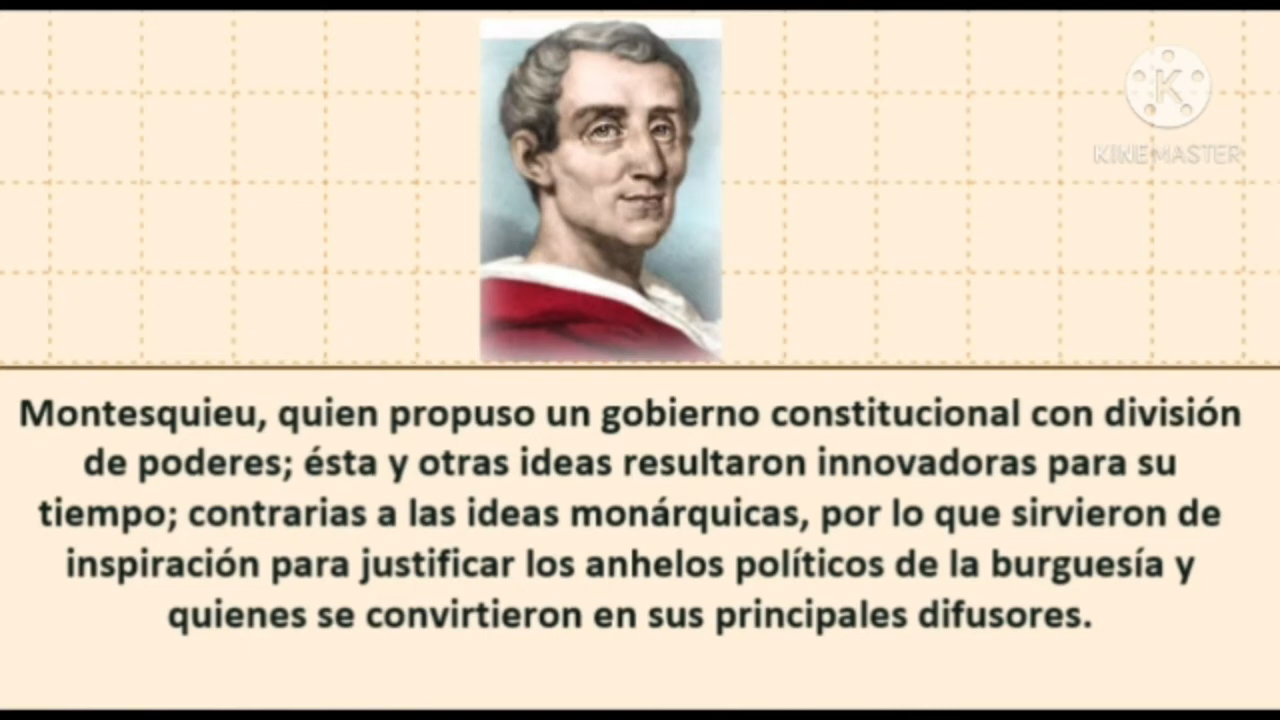 K
KINEMASTER
Montesquieu, quien propuso un gobierno constitucional con división
de poderes; ésta y otras ideas resultaron innovadoras para su
tiempo; contrarias a las ideas monárquicas, por lo que sirvieron de
inspiración para justificar los anhelos políticos de la burguesía y
quienes se convirtieron en sus principales difusores.